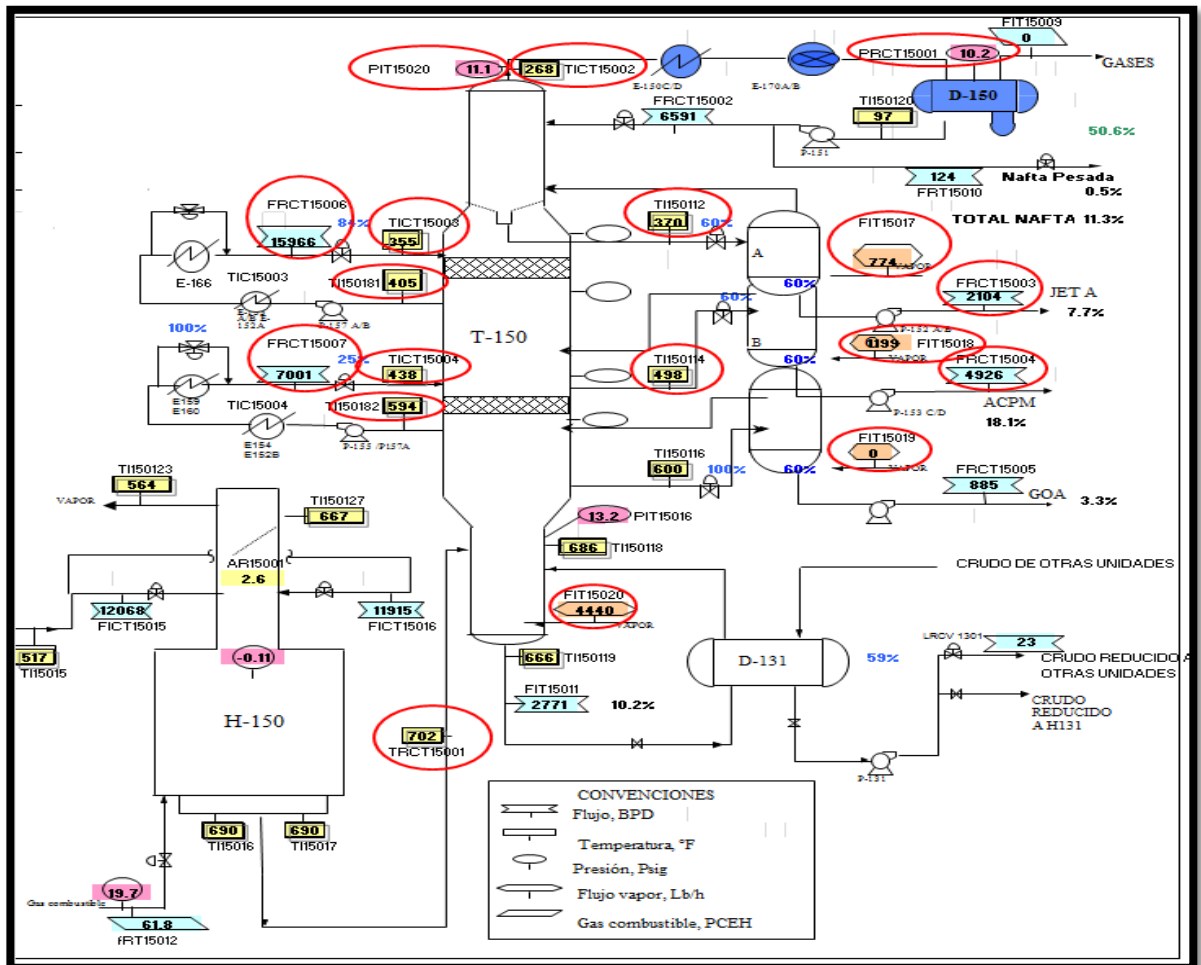 FIT15009
0
PIT15020
11.1
268
TICT15002
PRCT15001
10.2
GASES
E-150C/D
E-170A/B
D-150
FRCT15002
6591
TI150120
97
P-151
50.6%
124
Nafta Pesada
FRT15010
0.5%
TOTAL NAFTA 11.3%
FRCT15006
84%
TICT15003
355
15966
E-166
TIC15003
TI150181
405
152A
P-157 A/B
TI150112
370
60%
A
FIT15017
774
VAPOR
60%
FRCT15003
2104
JET A
7.7%
P-152 A/B
T-150
60%
B
FIT15018
VAPOR
60%
100%
FRCT15007
25%
TICT15004
438
7001
E159
E160
TIC15004
TI150182
594
E154
E152B
P-155 /P157A
TI150114
498
FRCT15004
4926
P-153 C/D
ACPM
18.1%
FIT15019
0
VAPOR
TI150116
600
100%
60%
FRCT15005
885
GOA
3.3%
TI150123
564
VAPOR
TI150127
667
13.2
PIT15016
686
TI150118
AR15001
2.6
12068
FICT15015
11915
FICT15016
FIT15020
4440
VAPOR
CRUDO DE OTRAS UNIDADES
517
TI15015
-0.11
H-150
666
TI150119
FIT15011
2771
10.2%
D-131
59%
LRCV 1301
23
CRUDO REDUCIDO A
OTRAS UNIDADES
CRUDO
REDUCIDO
A H131
P-131
702
TRCT15001
690
690
TI15016
TI15017
19.7
Gas combustible
61.8
fRT15012
CONVENCIONES
Flujo, BPD
Temperatura, °F
Presión, Psig
Flujo vapor, Lb/h
Gas combustible, PCEH